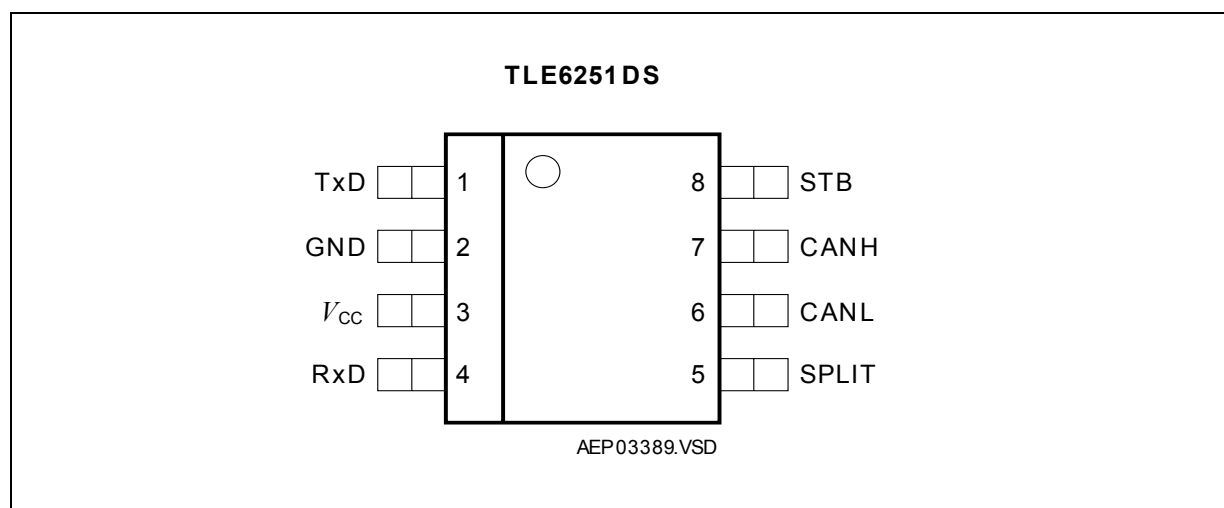 TLE6251DS
TxD 1 8 STB
GND 2 7 CANH
VCC 3 6 CANL
RxD 4 5 SPLIT
AEP03389.VSD